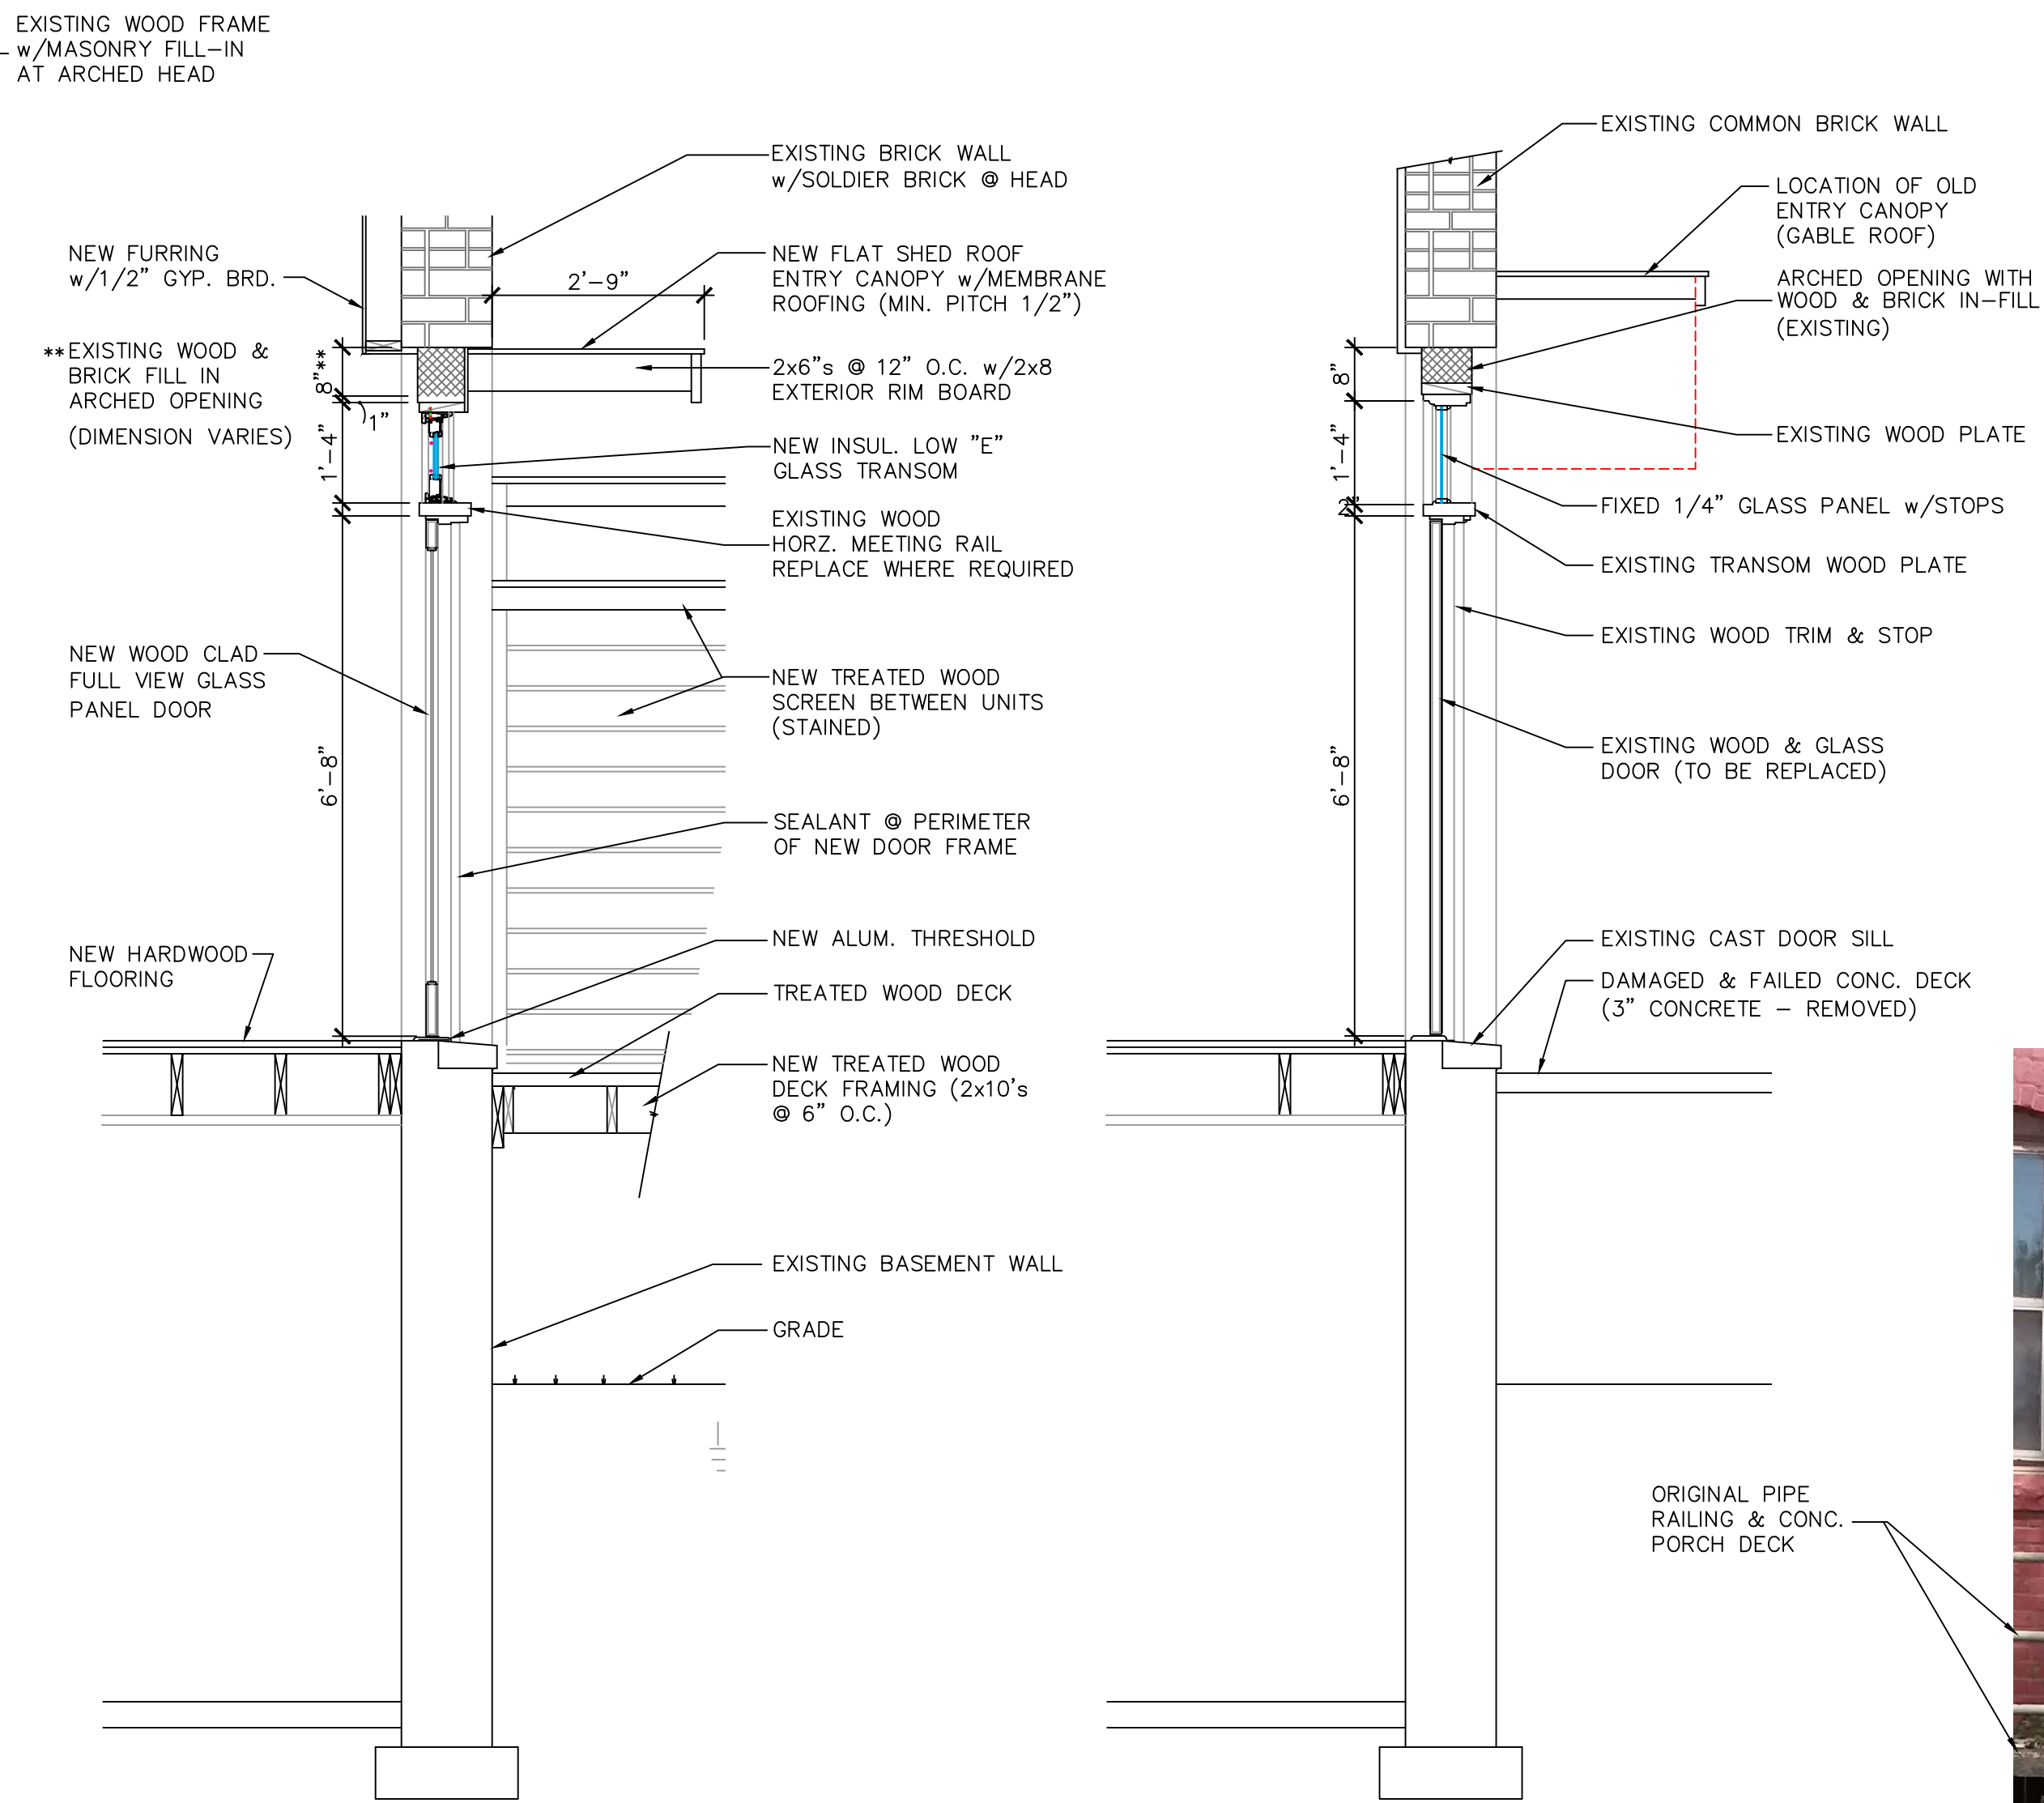 EXISTING WOOD FRAME
w/MASONRY FILL-IN
AT ARCHED HEAD
NEW FURRING
w/1/2" GYP. BRD.
**EXISTING WOOD &
BRICK FILL IN
ARCHED OPENING
(DIMENSION VARIES)
NEW WOOD CLAD
FULL VIEW GLASS
PANEL DOOR
NEW HARDWOOD
FLOORING
8"**
1"
1'-4"
6'-8"
2'-9"
EXISTING BRICK WALL
w/SOLDIER BRICK @ HEAD
NEW FLAT SHED ROOF
ENTRY CANOPY w/MEMBRANE
ROOFING (MIN. PITCH 1/2")
2x6"s @ 12" O.C. w/2x8
EXTERIOR RIM BOARD
NEW INSUL. LOW "E"
GLASS TRANSOM
EXISTING WOOD
HORZ. MEETING RAIL
REPLACE WHERE REQUIRED
NEW TREATED WOOD
SCREEN BETWEEN UNITS
(STAINED)
SEALANT @ PERIMETER
OF NEW DOOR FRAME
NEW ALUM. THRESHOLD
TREATED WOOD DECK
NEW TREATED WOOD
DECK FRAMING (2x10's
@ 6" O.C.)
EXISTING BASEMENT WALL
GRADE
8"
1'-4"
2"
6'-8"
EXISTING COMMON BRICK WALL
LOCATION OF OLD
ENTRY CANOPY
(GABLE ROOF)
ARCHED OPENING WITH
WOOD & BRICK IN-FILL
(EXISTING)
EXISTING WOOD PLATE
FIXED 1/4" GLASS PANEL w/STOPS
EXISTING TRANSOM WOOD PLATE
EXISTING WOOD TRIM & STOP
EXISTING WOOD & GLASS
DOOR (TO BE REPLACED)
EXISTING CAST DOOR SILL
DAMAGED & FAILED CONC. DECK
(3" CONCRETE - REMOVED)
ORIGINAL PIPE
RAILING & CONC.
PORCH DECK